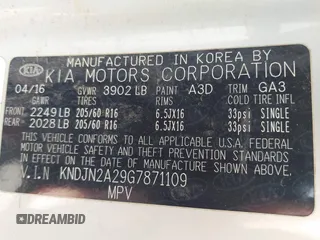 MANUFACTURED IN KOREA BY
KIA KIA MOTORS CORPORATION
04/16 GVWR 3902 LB PAINT A3D TRIM GA3
GAWR TIRES RIMS COLD TIRE INFL
FRONT 2249 LB 205/60 R16 6.5JX16 33psi SINGLE
REAR 2028 LB 205/60 R16 6.5JX16 33psi SINGLE
THIS VEHICLE CONFORMS TO ALL APPLICABLE FEDERAL
MOTOR VEHICLE SAFETY, BUMPER, AND THEFT PREVENTION
STANDARDS IN EFFECT ON THE DATE OF
MANUFACTURE SHOWN ABOVE.
V.I.N KNDJN2A29G7871109
MPV
DREAMBID